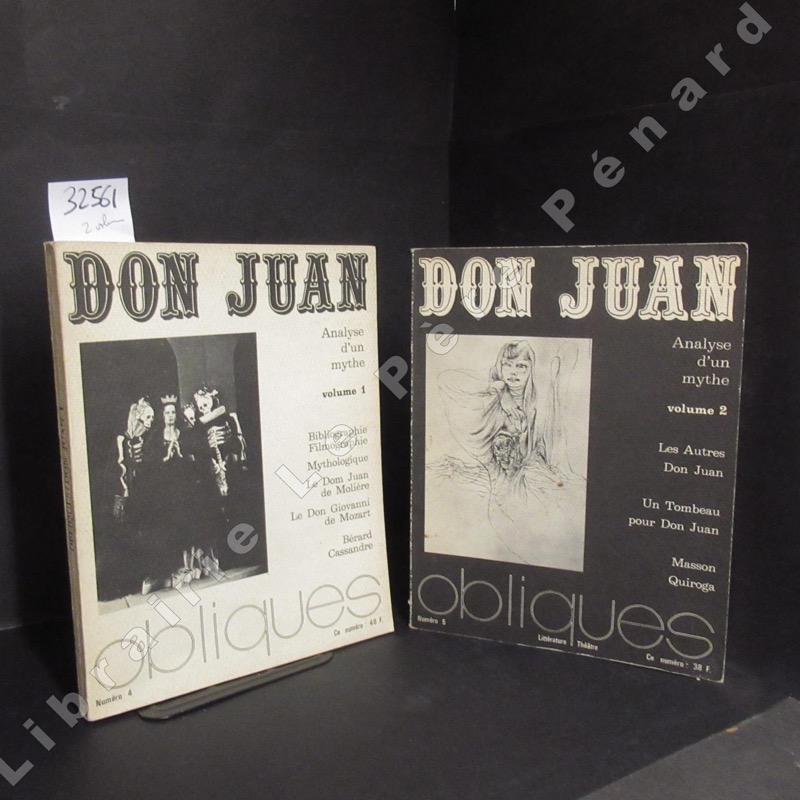 32561
2 volu
DON JUAN
Analyse
d'un
mythe
volume 1
Bibliographie
Filmographie
Mythologique
Le Dom Juan
de Molière
Le Don Giovanni
de Mozart
Bérard
Cassandre
obliques
Numéro 4
Ce numéro : 48 F.
DON JUAN
Analyse
d'un
mythe
volume 2
Les Autres
Don Juan
Un Tombeau
pour Don Juan
Masson
Quiroga
obliques
Numéro 5
Littérature Théâtre
Ce numéro : 38 F.
Librairie Le Père Pénard